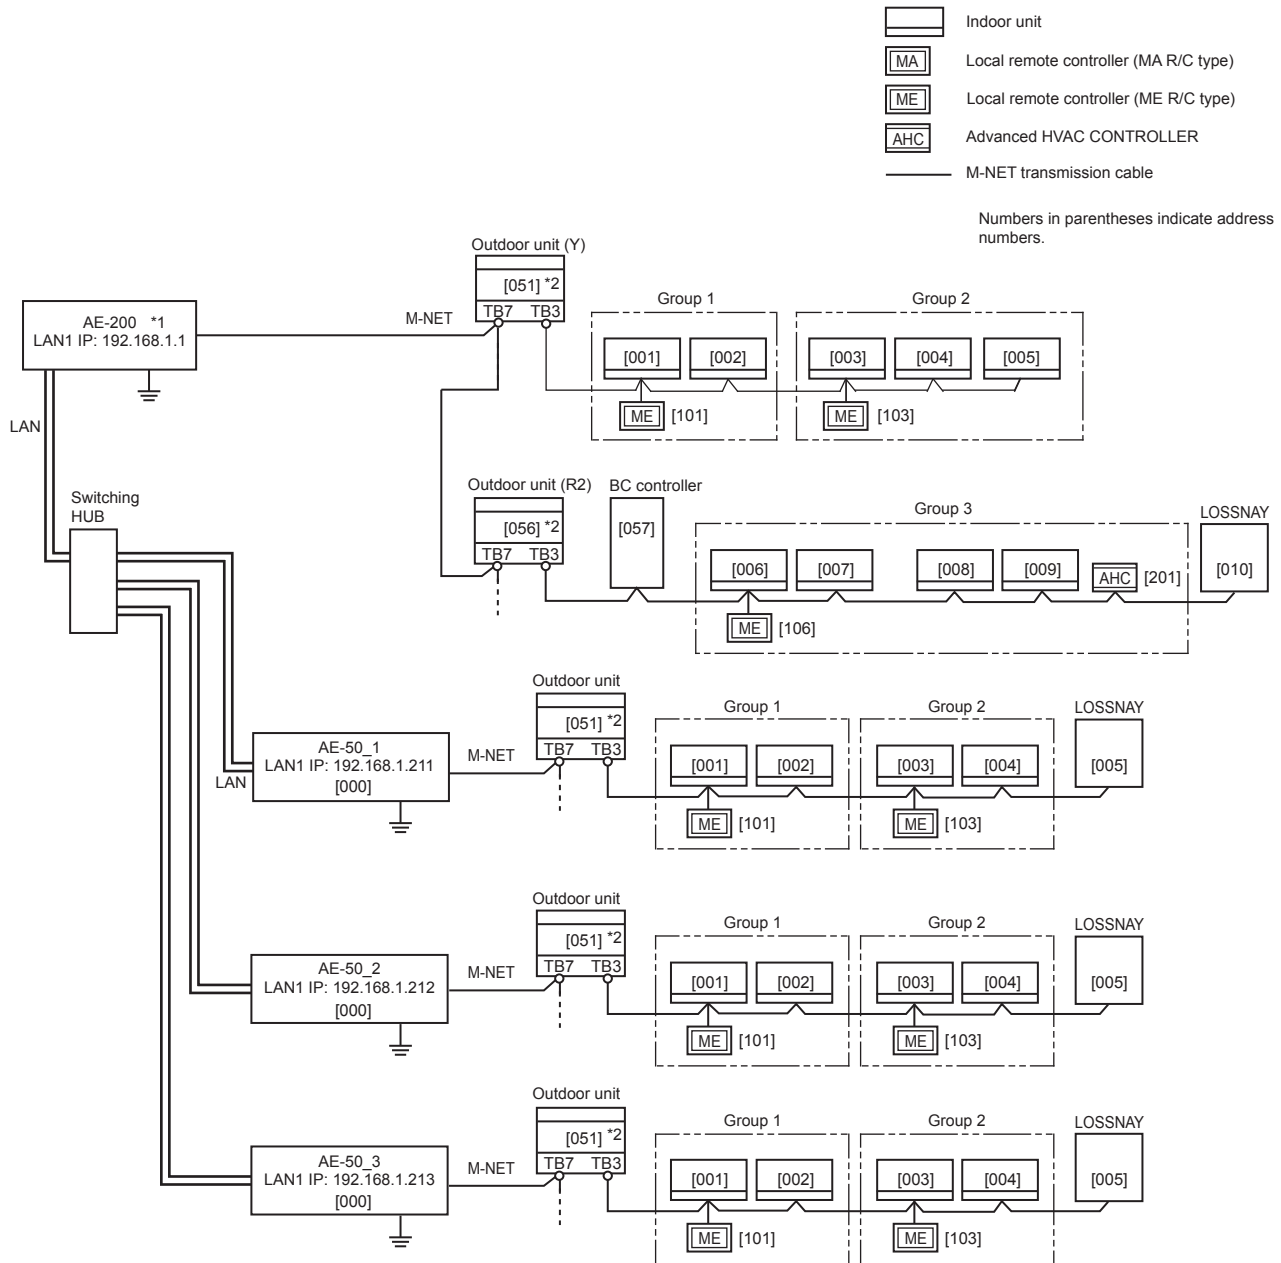 Indoor unit
MA Local remote controller (MA R/C type)
ME Local remote controller (ME R/C type)
AHC Advanced HVAC CONTROLLER
M-NET transmission cable
Numbers in parentheses indicate address
numbers.
Outdoor unit (Y)
[051] *2
TB7 TB3
AE-200 *1
LAN1 IP: 192.168.1.1
M-NET
LAN
Group 1
[001] [002]
ME [101]
Group 2
[003] [004] [005]
ME [103]
Switching
HUB
Outdoor unit (R2)
[056] *2
TB7 TB3
BC controller
[057]
Group 3
[006] [007] [008] [009] AHC [201]
ME [106]
LOSSNAY
[010]
LAN
AE-50_1
LAN1 IP: 192.168.1.211
[000]
M-NET
Outdoor unit
[051] *2
TB7 TB3
Group 1
[001] [002]
ME [101]
Group 2
[003] [004]
ME [103]
LOSSNAY
[005]
AE-50_2
LAN1 IP: 192.168.1.212
[000]
M-NET
Outdoor unit
[051] *2
TB7 TB3
Group 1
[001] [002]
ME [101]
Group 2
[003] [004]
ME [103]
LOSSNAY
[005]
AE-50_3
LAN1 IP: 192.168.1.213
[000]
M-NET
Outdoor unit
[051] *2
TB7 TB3
Group 1
[001] [002]
ME [101]
Group 2
[003] [004]
ME [103]
LOSSNAY
[005]